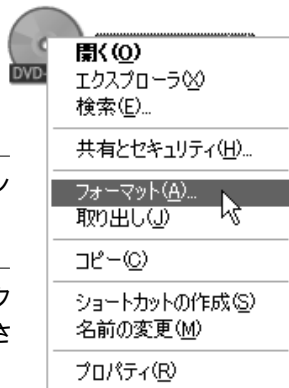 DVD-
開く(O)
エクスプローラ(X)
検索(E)...
共有とセキュリティ(H)...
フォーマット(A)...
取り出し(J)
コピー(C)
ショートカットの作成(S)
名前の変更(M)
プロパティ(R)